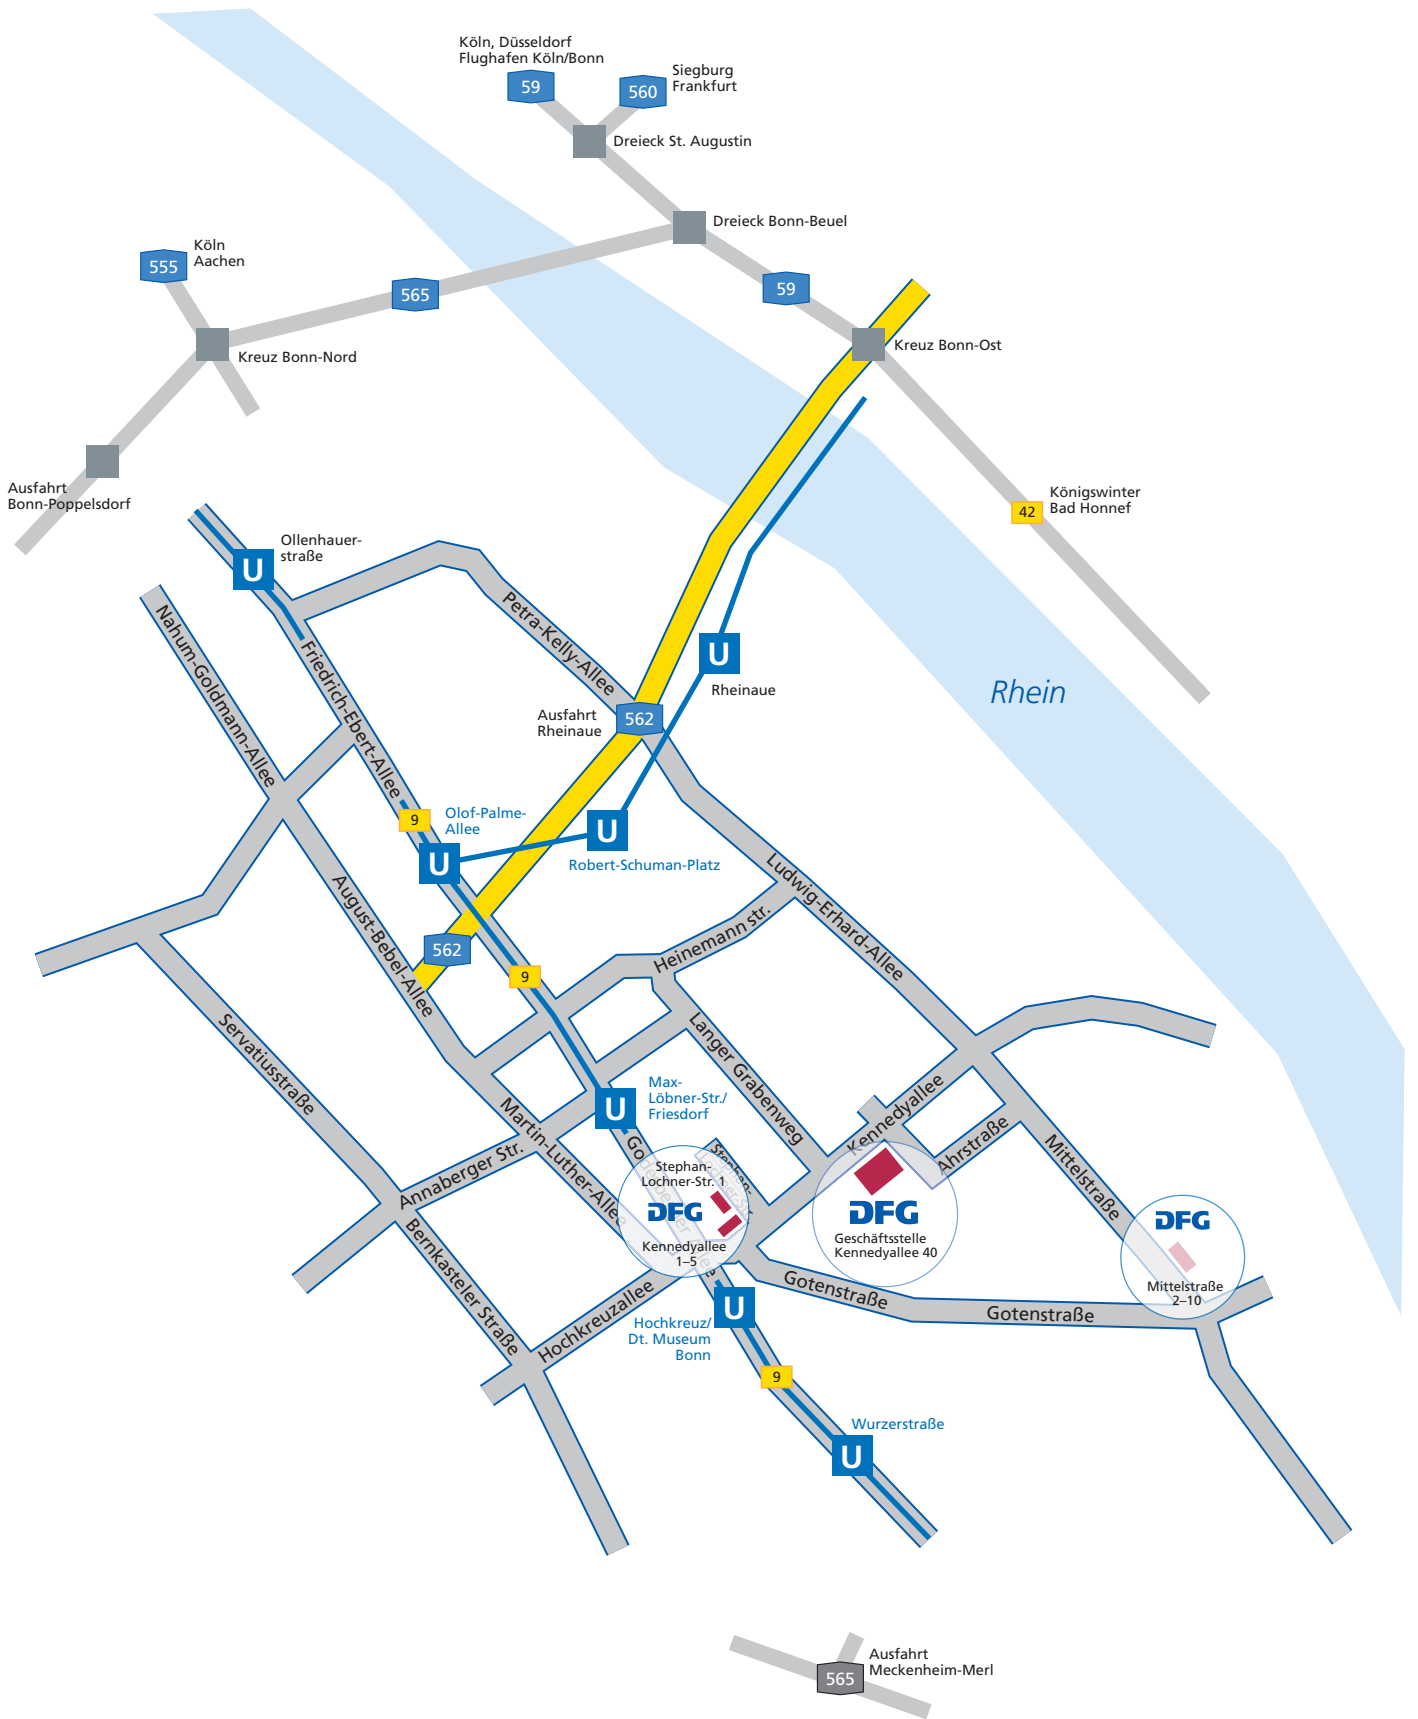 Köln, Düsseldorf
Flughafen Köln/Bonn
59
560
Siegburg
Frankfurt
Dreieck St. Augustin
Dreieck Bonn-Beuel
Köln
Aachen
555
565
59
Kreuz Bonn-Nord
Kreuz Bonn-Ost
Ausfahrt
Bonn-Poppelsdorf
42
Königswinter
Bad Honnef
Ollenhauer-
straße
U
Nahum-Goldmann-Allee
Friedrich-Ebert-Allee
Petra-Kelly-Allee
U
Rheinaue
Rhein
Ausfahrt
Rheinaue
562
9
Olof-Palme-
Allee
U
U
Robert-Schuman-Platz
August-Bebel-Allee
562
9
Heinemann str.
Ludwig-Erhard-Allee
Servatiusstraße
Langer Grabenweg
Max-
Löbner-Str./
Friesdorf
U
Martin-Luther-Allee
Annaberger Str.
Godesberger Allee
Kennedyallee
Ahrstraße
Mittelstraße
Stephan-
Lochner-Str.
Stephan-
Lochner-Str. 1
DFG
Kennedyallee
1–5
DFG
Geschäftsstelle
Kennedyallee 40
DFG
Mittelstraße
2–10
Bernkasteler Straße
Hochkreuzallee
Gotenstraße
Gotenstraße
U
Hochkreuz/
Dt. Museum
Bonn
9
Wurzerstraße
U
Ausfahrt
Meckenheim-Merl
565